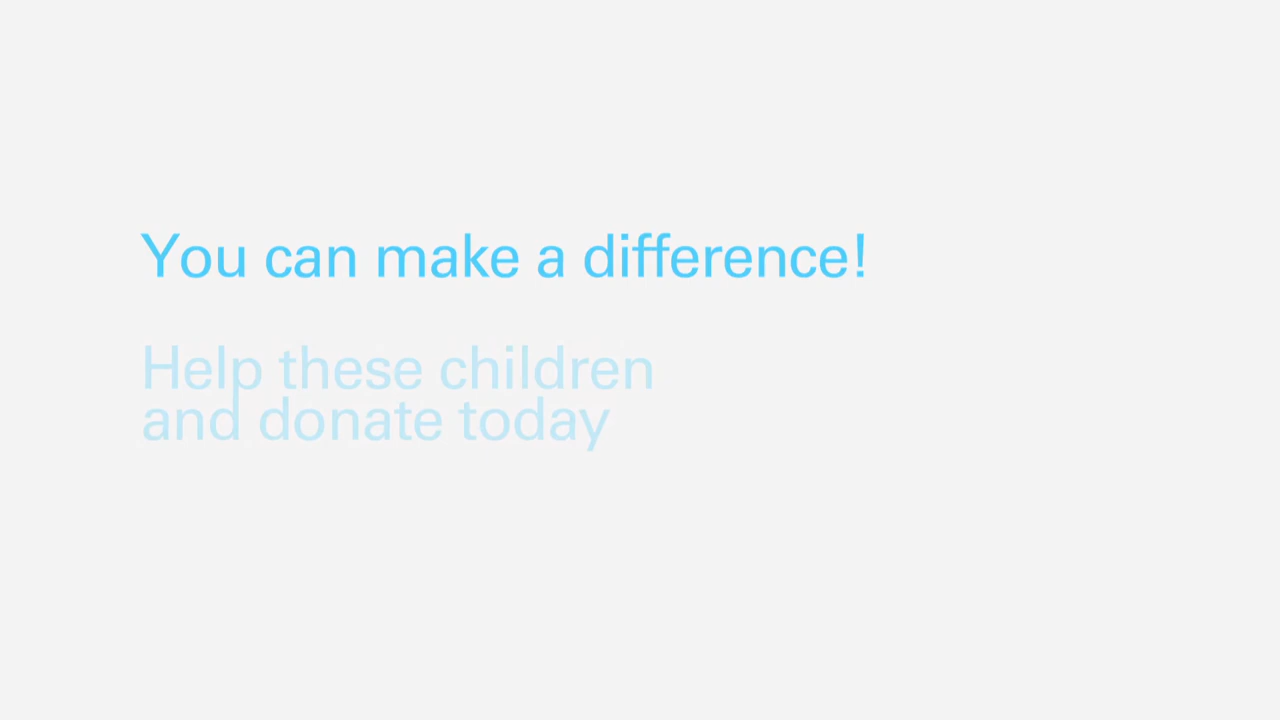 You can make a difference!
Help these children
and donate today